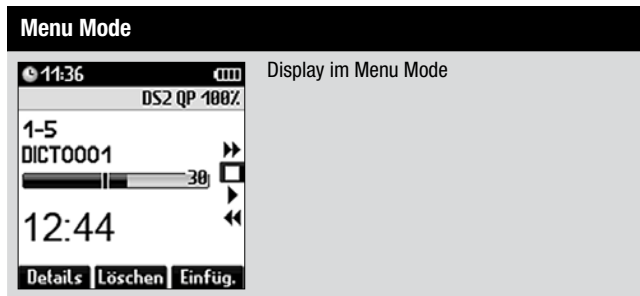 Menu Mode
11:36
Display im Menu Mode
DS2 QP 100%
1-5
DICT0001
30
12:44
Details Löschen Einfüg.